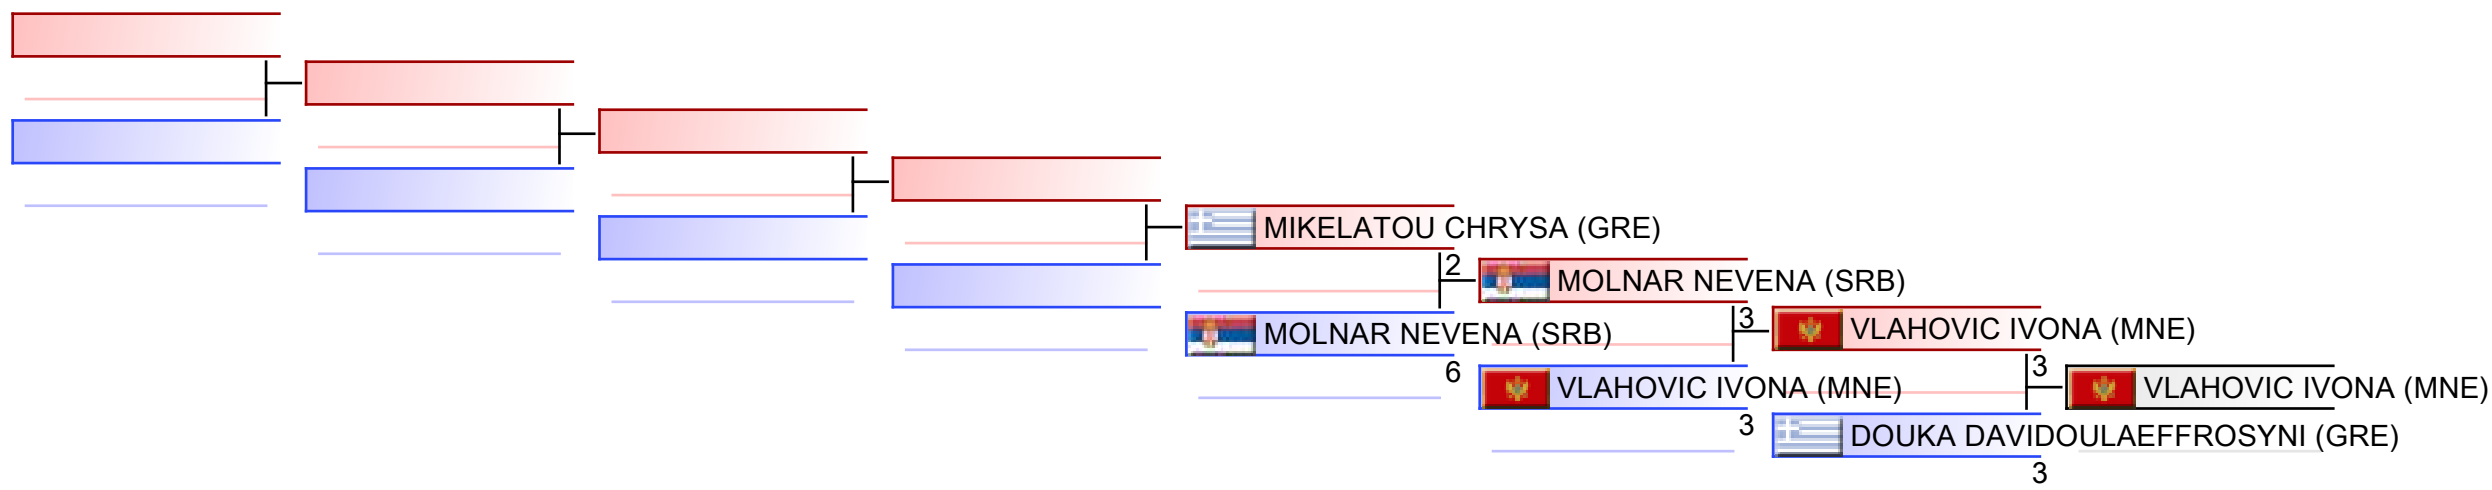 MIKELATOU CHRYSA (GRE)
2
MOLNAR NEVENA (SRB)
6
MOLNAR NEVENA (SRB)
3
VLAHOVIC IVONA (MNE)
3
VLAHOVIC IVONA (MNE)
3
DOUKA DAVIDOULAEFFROSYNI (GRE)
3
VLAHOVIC IVONA (MNE)